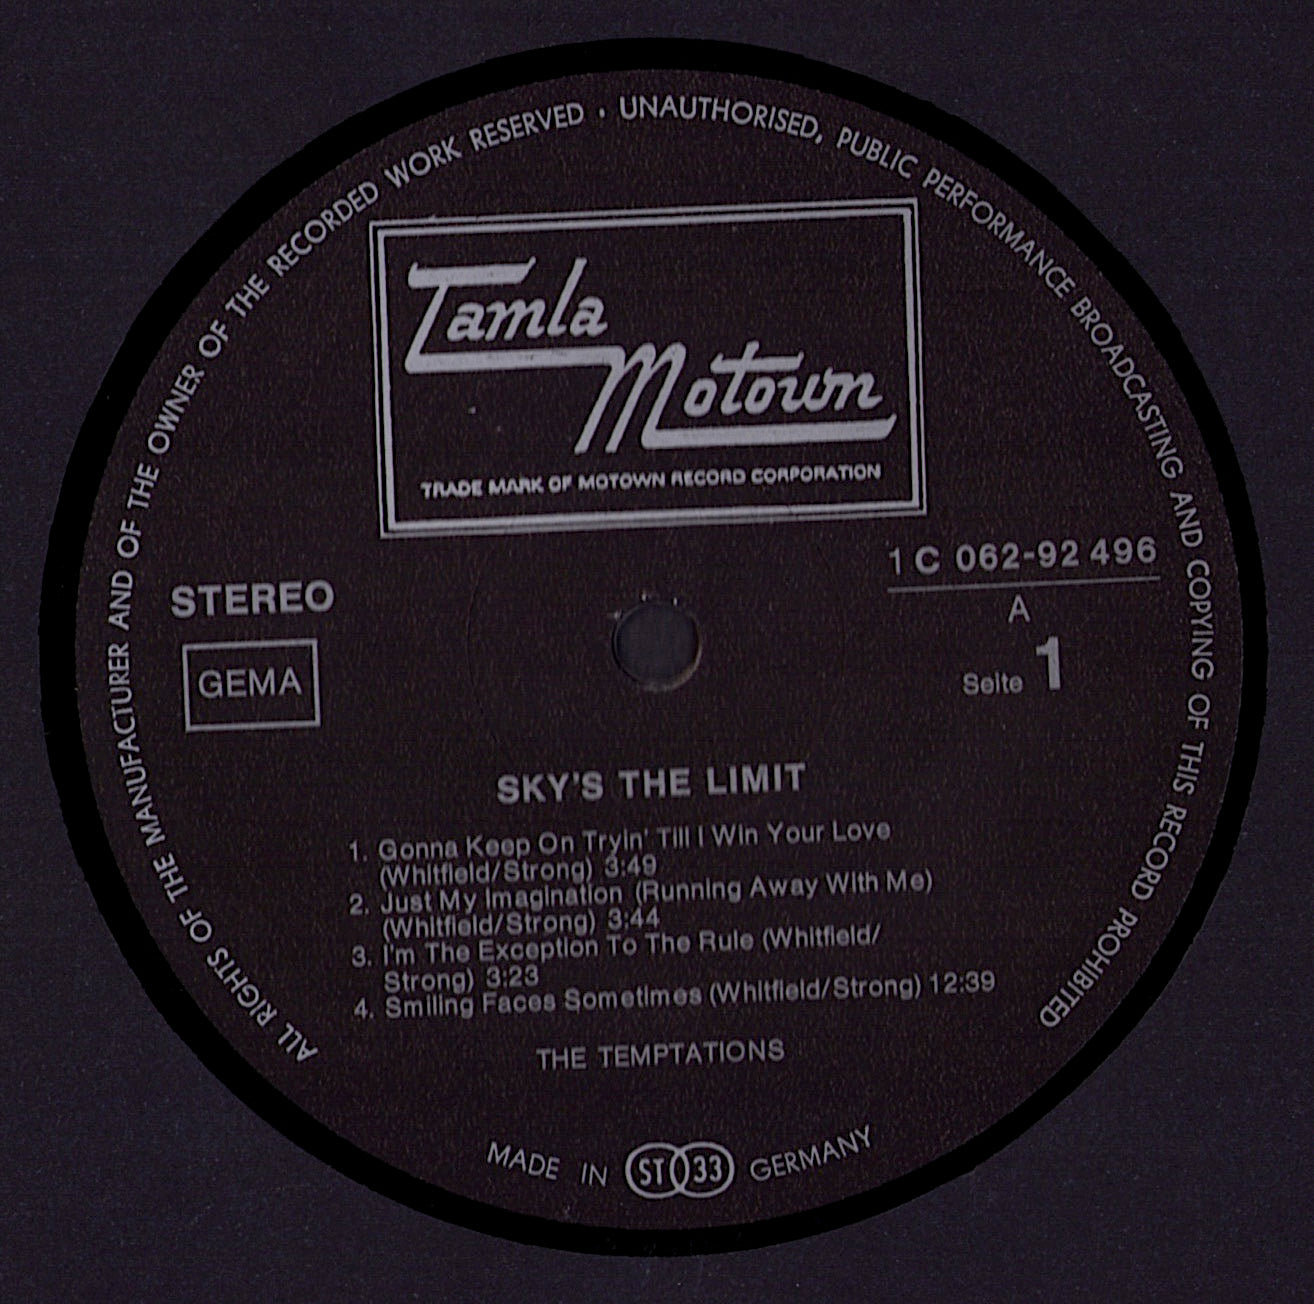 ALL RIGHTS OF THE MANUFACTURER AND OF THE OWNER OF THE RECORDED WORK RESERVED · UNAUTHORISED, PUBLIC PERFORMANCE BROADCASTING AND COPYING OF THIS RECORD PROHIBITED
Tamla
Motown
TRADE MARK OF MOTOWN RECORD CORPORATION
1 C 062-92 496
A
Seite 1
STEREO
GEMA
SKY'S THE LIMIT
1. Gonna Keep On Tryin' Till I Win Your Love
(Whitfield/Strong) 3:49
2. Just My Imagination (Running Away With Me)
(Whitfield/Strong) 3:44
3. I'm The Exception To The Rule (Whitfield/
Strong) 3:23
4. Smiling Faces Sometimes (Whitfield/Strong) 12:39
THE TEMPTATIONS
MADE IN ST 33 GERMANY